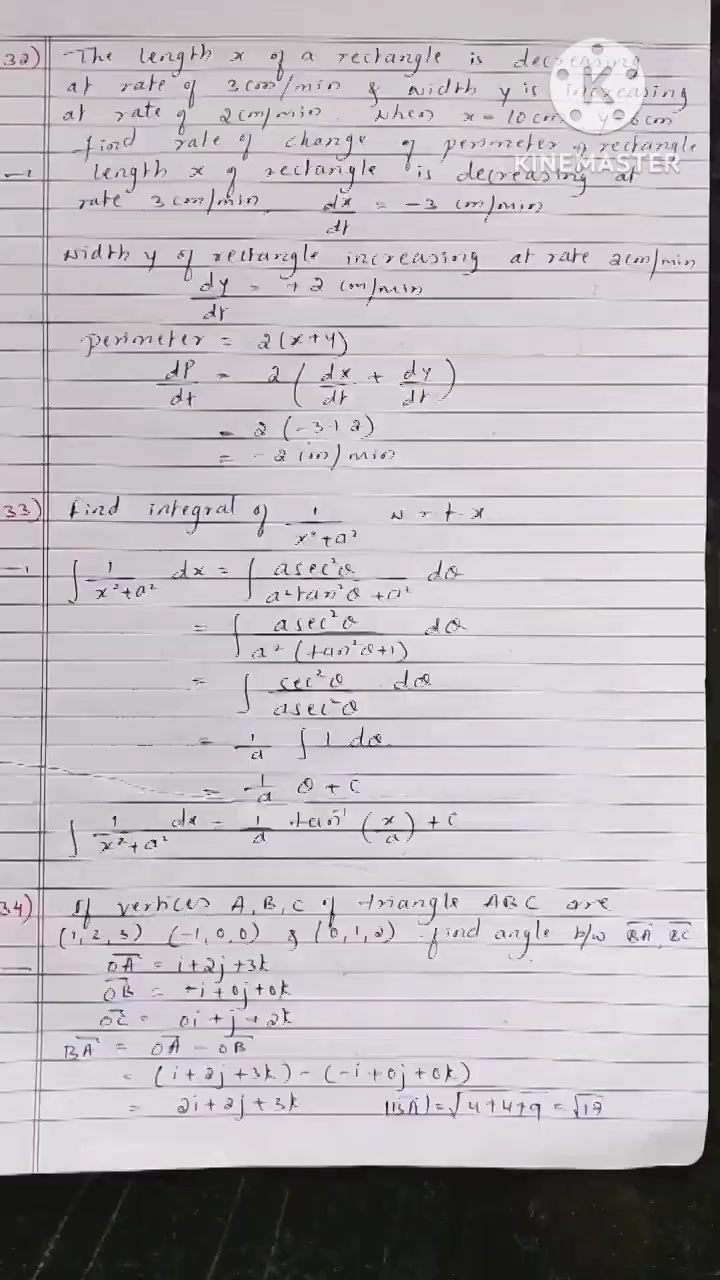 32) The length x of a rectangle is decreasing
at rate of 3cm/min & width y is increasing
at rate of 2cm/min. when x = 10cm y=6cm
find rate of change of perimeter of rectangle
→ length x of rectangle is decreasing at
rate 3cm/min dx/dt = -3 cm/min
width y of rectangle increasing at rate 2cm/min
dy/dt = +2 cm/min
perimeter = 2(x+y)
dP/dt = 2 ( dx/dt + dy/dt )
= 2 (-3+2)
= -2 cm/min
33) Find integral of 1/(x²+a²) w r t x
→ ∫ 1/(x²+a²) dx = ∫ asec²θ/(a²tan²θ+a²) dθ
= ∫ asec²θ/(a²(tan²θ+1)) dθ
= ∫ sec²θ/(asec²θ) dθ
= 1/a ∫ 1 dθ
= 1/a θ + c
∫ 1/(x²+a²) dx = 1/a tan⁻¹ (x/a) + c
34) If vertices A, B, C of triangle ABC are
(1,2,3) (-1,0,0) & (0,1,2) find angle b/w BA, BC
OA = i+2j+3k
OB = -i+0j+0k
OC = 0i+j+2k
BA = OA - OB
= (i+2j+3k) - (-i+0j+0k)
= 2i+2j+3k |BA| = √4+4+9 = √17
KINEMASTER